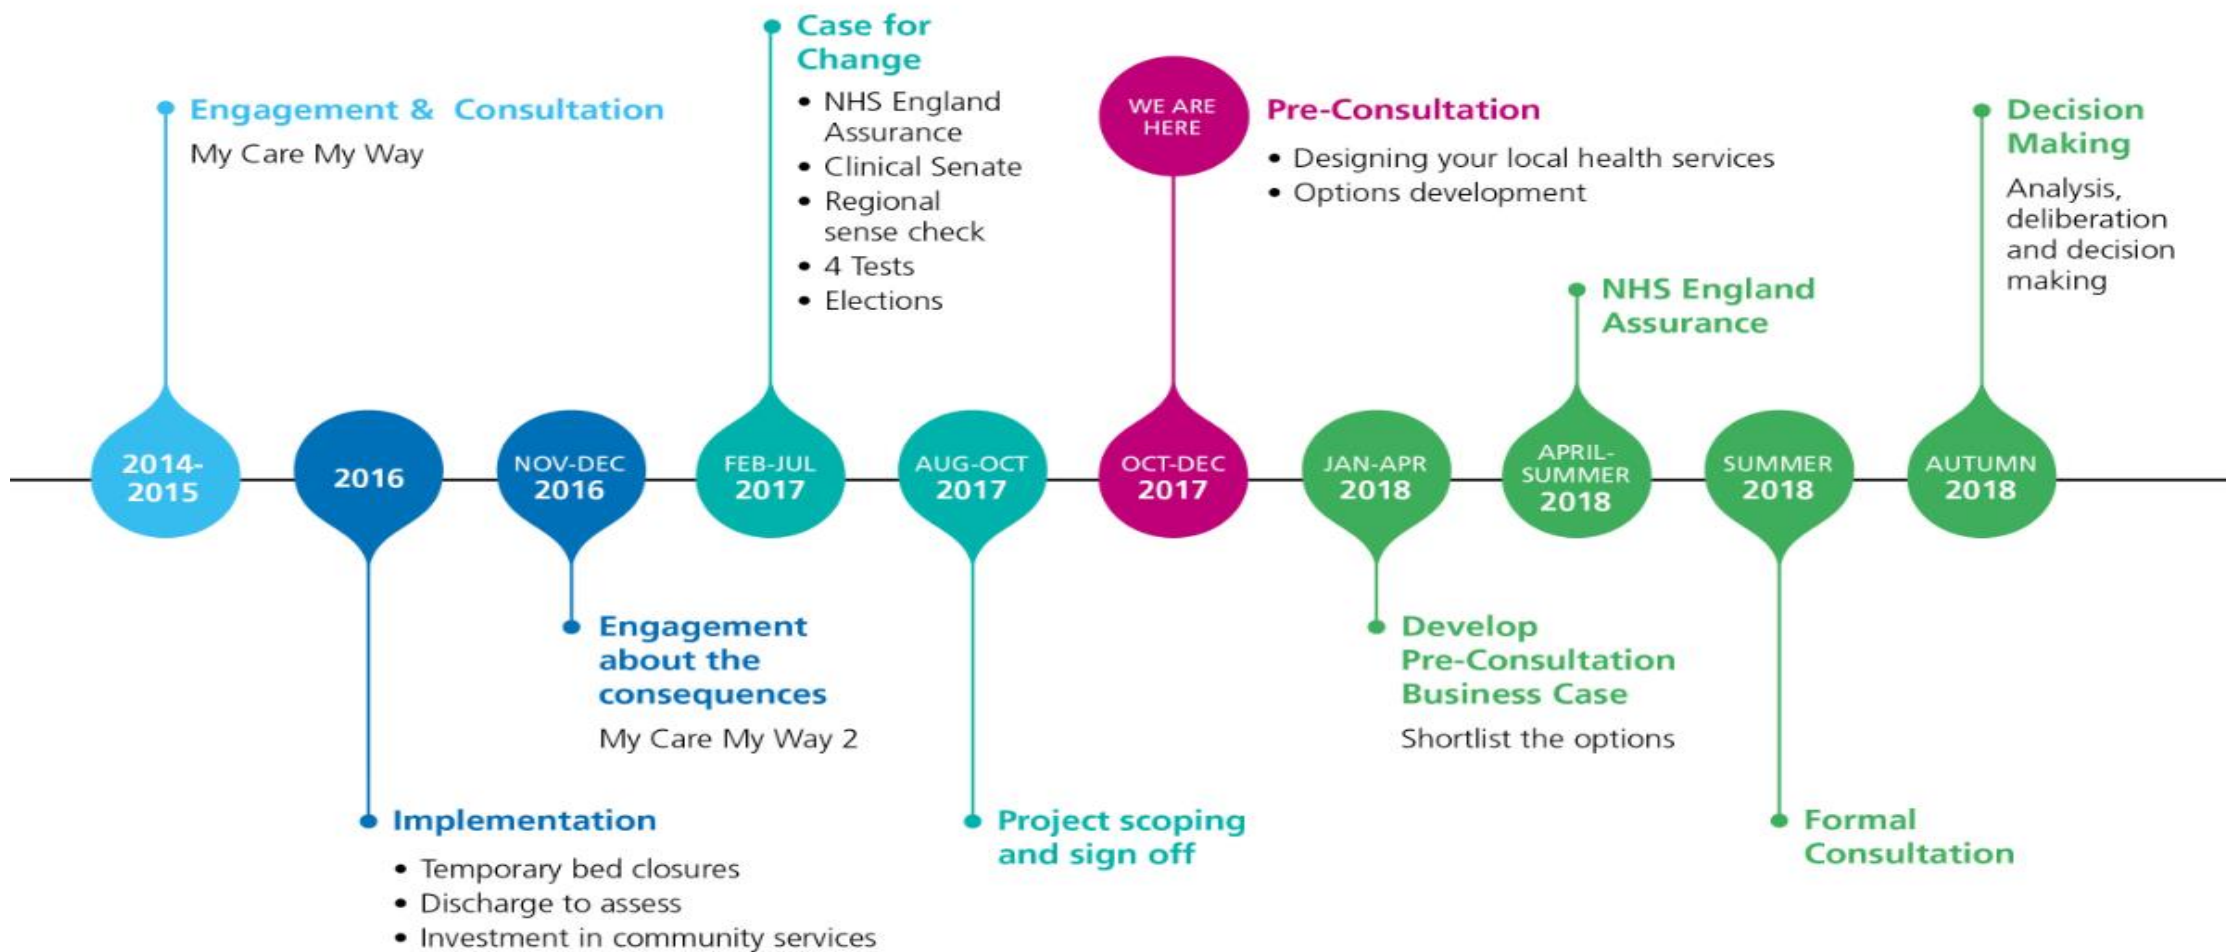 Engagement & Consultation
My Care My Way
2014-
2015
2016
Implementation
• Temporary bed closures
• Discharge to assess
• Investment in community services
NOV-DEC
2016
Engagement
about the
consequences
My Care My Way 2
Case for
Change
• NHS England
Assurance
• Clinical Senate
• Regional
sense check
• 4 Tests
• Elections
FEB-JUL
2017
AUG-OCT
2017
Project scoping
and sign off
WE ARE
HERE
Pre-Consultation
• Designing your local health services
• Options development
OCT-DEC
2017
JAN-APR
2018
Develop
Pre-Consultation
Business Case
Shortlist the options
NHS England
Assurance
APRIL-
SUMMER
2018
SUMMER
2018
Formal
Consultation
Decision
Making
Analysis,
deliberation
and decision
making
AUTUMN
2018